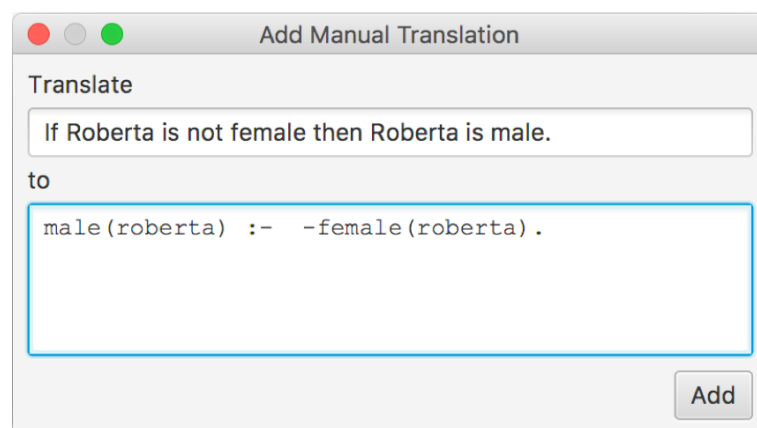 Add Manual Translation
Translate
If Roberta is not female then Roberta is male.
to
male(roberta) :-  -female(roberta).
Add